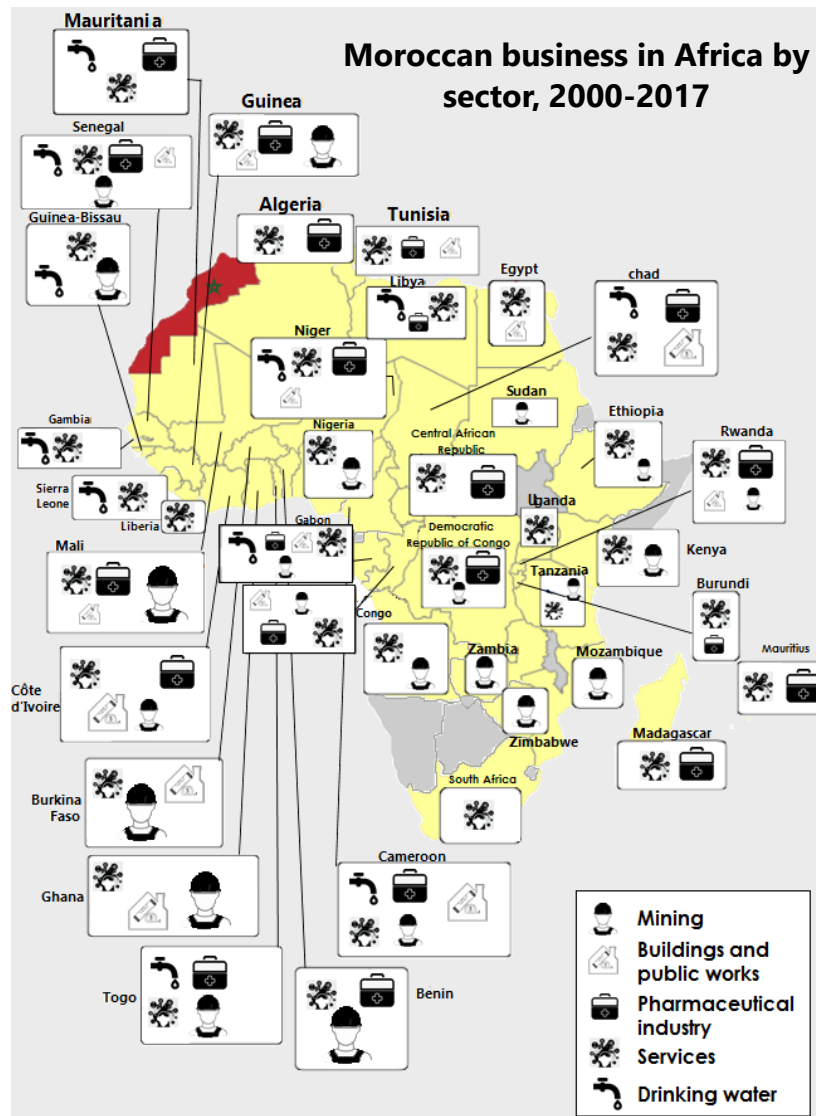 Moroccan business in Africa by
sector, 2000-2017
Mauritania
Senegal
Guinea
Guinea-Bissau
Algeria
Tunisia
Libya
Egypt
chad
Niger
Sudan
Nigeria
Ethiopia
Central African
Republic
Rwanda
Gambia
Sierra
Leone
Liberia
Uganda
Gabon
Democratic
Republic of Congo
Kenya
Mali
Tanzania
Burundi
Congo
Zambia
Mozambique
Mauritius
Côte
d'Ivoire
Zimbabwe
Madagascar
South Africa
Burkina
Faso
Ghana
Cameroon
Togo
Benin
Mining
Buildings and
public works
Pharmaceutical
industry
Services
Drinking water